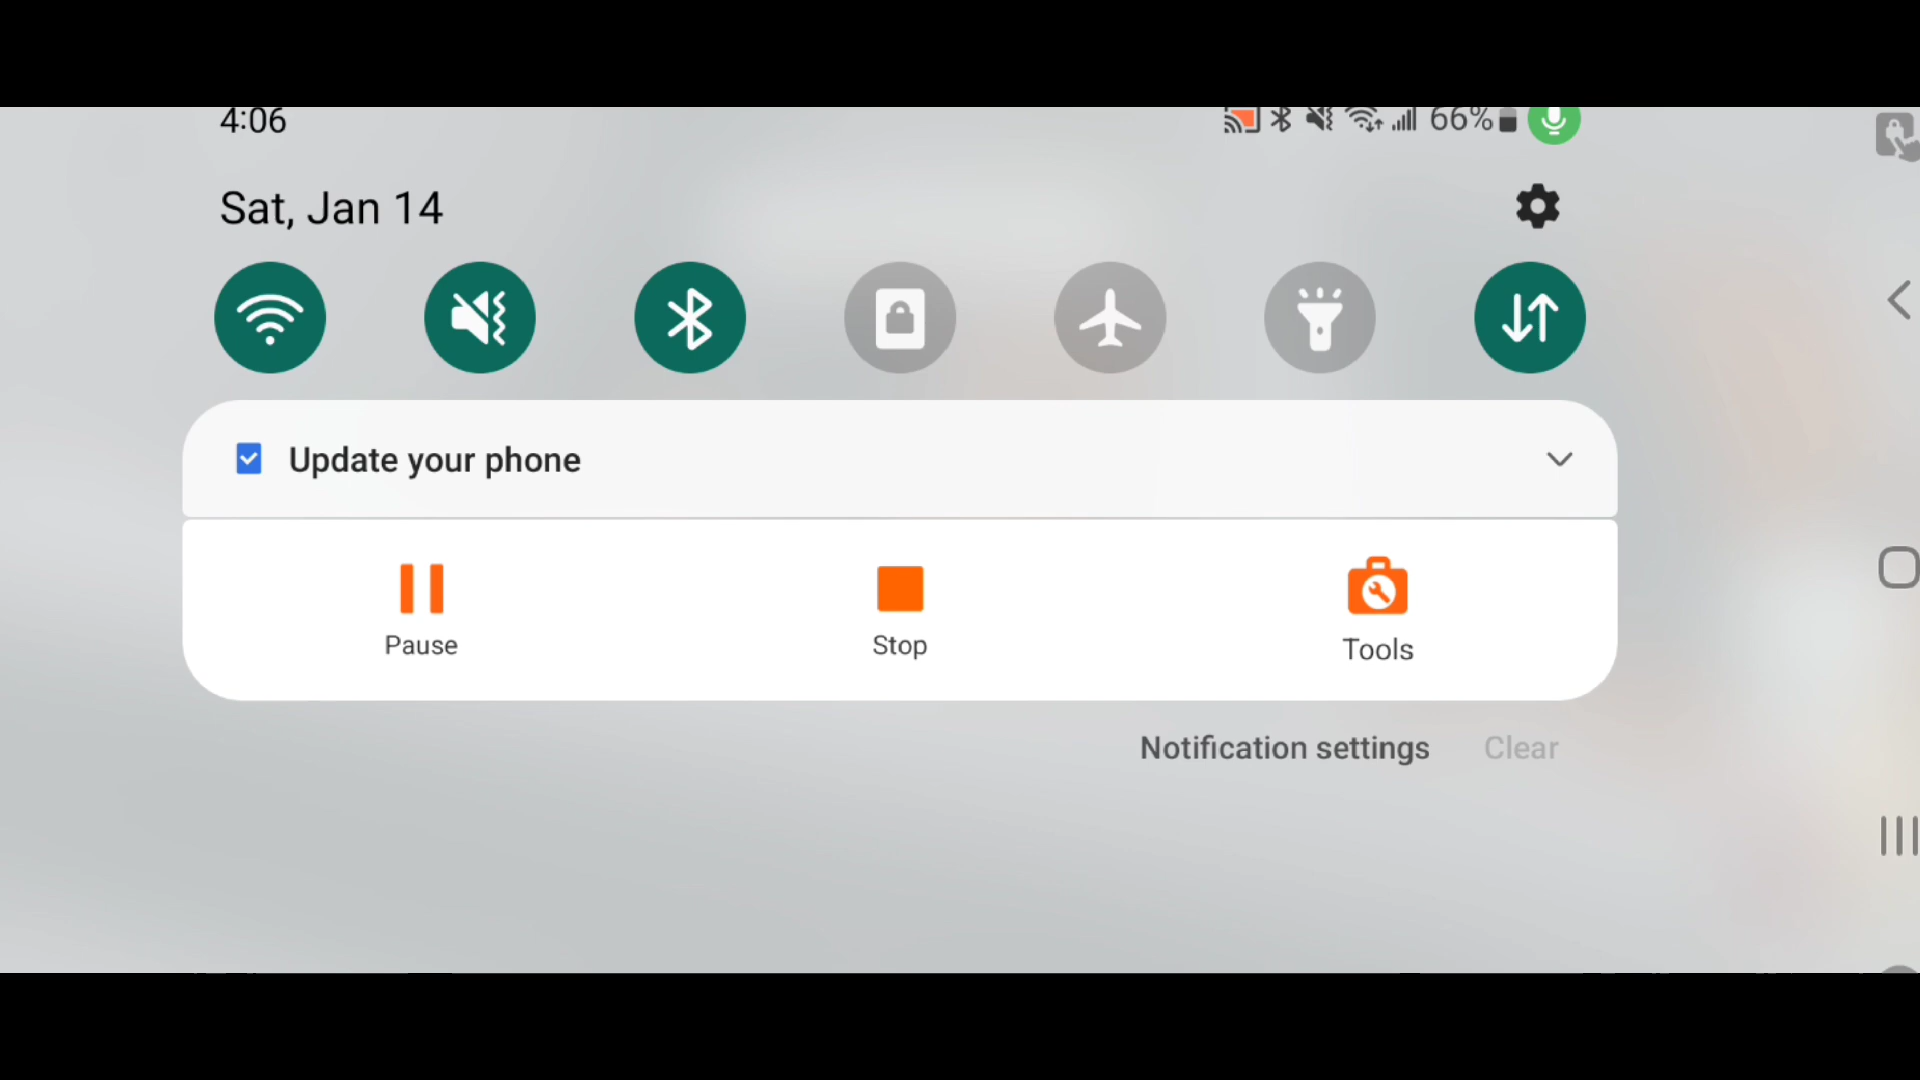 4:06
66%
Sat, Jan 14
Update your phone
Pause
Stop
Tools
Notification settings
Clear